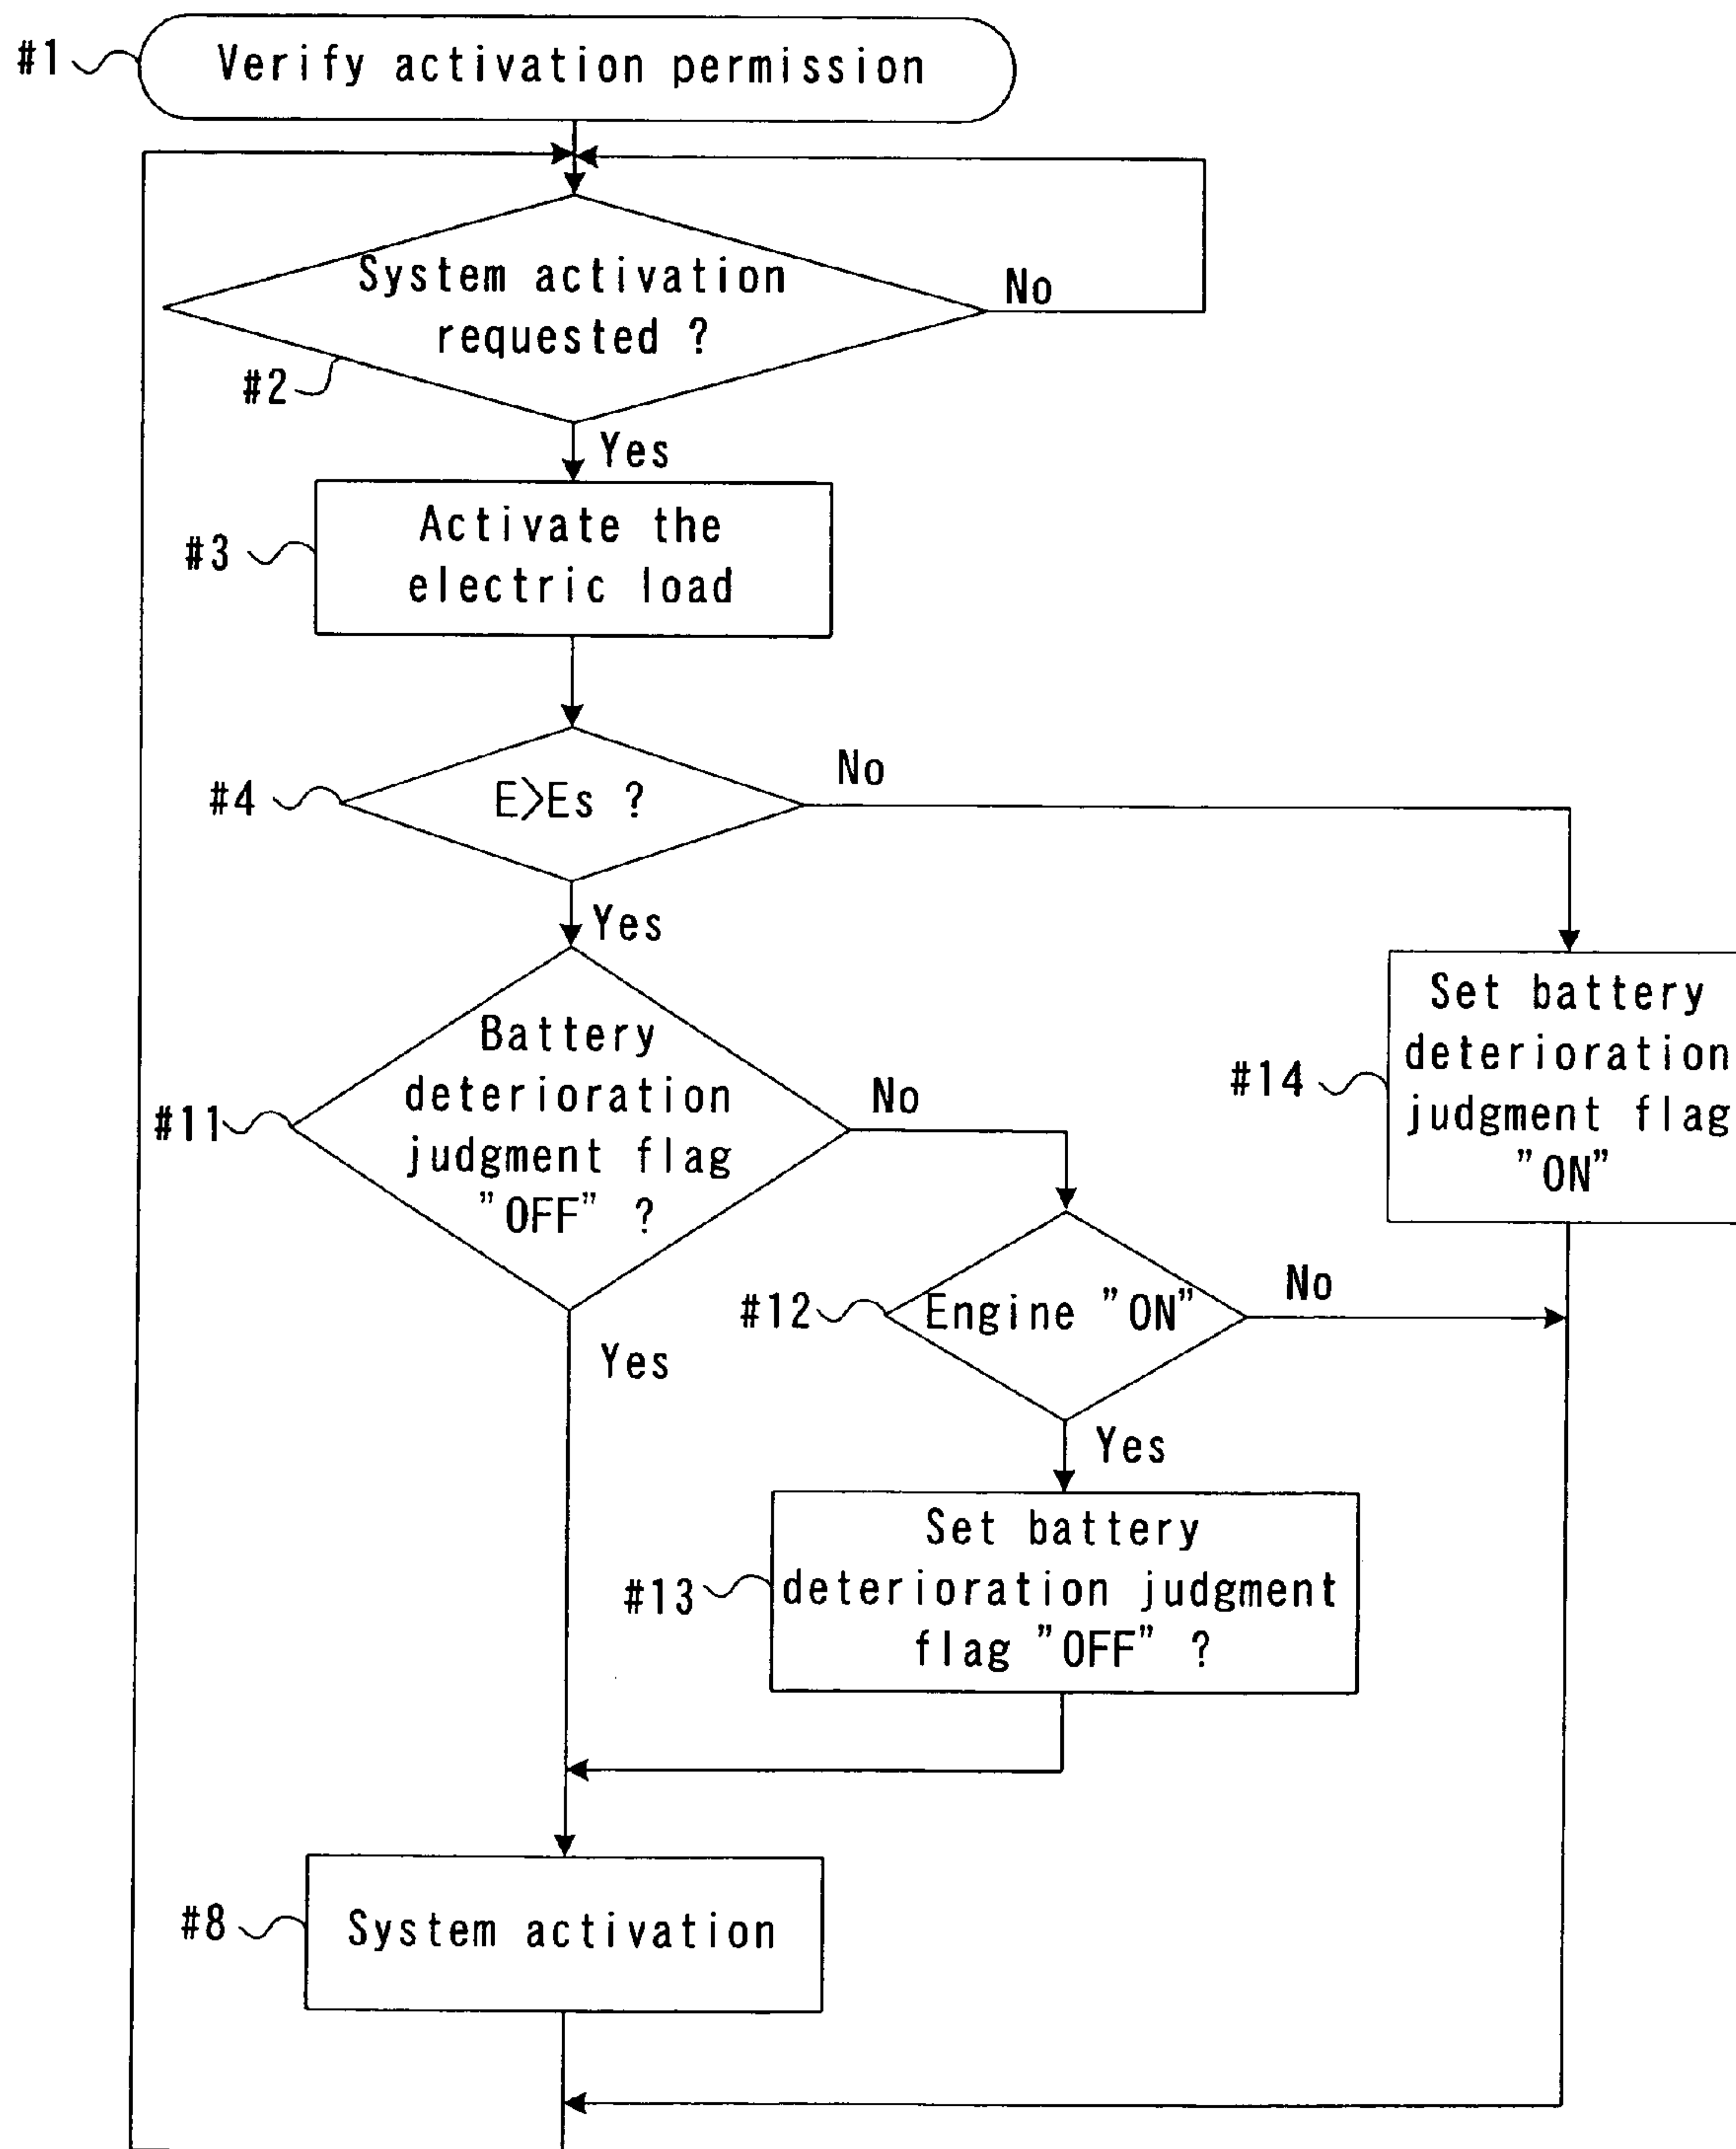 #1
Verify activation permission
System activation
requested ?
No
#2
Yes
#3
Activate the
electric load
#4
E>Es ?
No
Yes
#11
Battery
deterioration
judgment flag
"OFF" ?
No
#14
Set battery
deterioration
judgment flag
"ON"
#12
Engine "ON"
No
Yes
Yes
#13
Set battery
deterioration judgment
flag "OFF" ?
#8
System activation